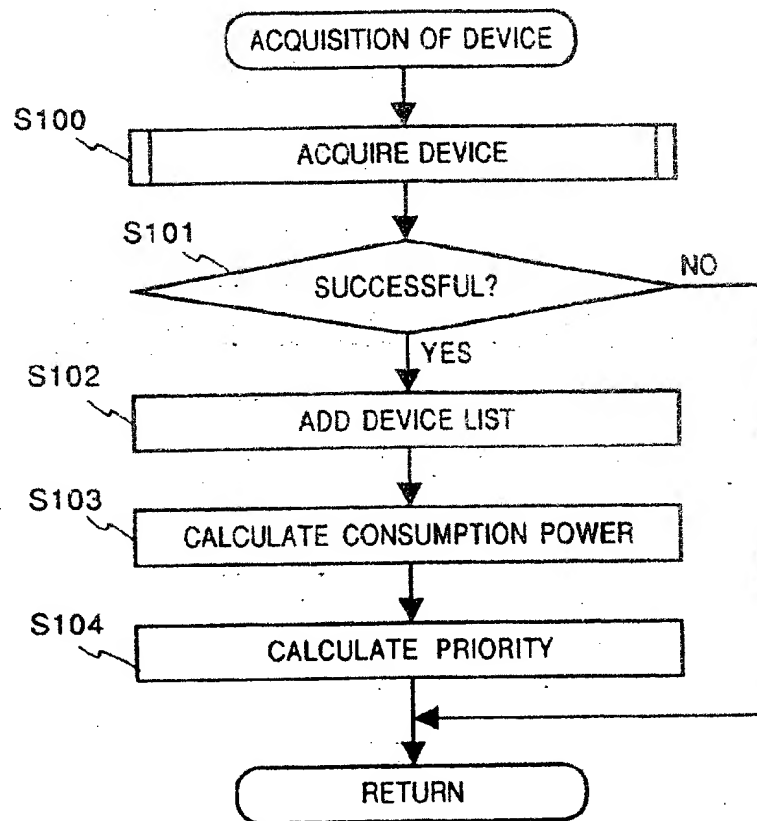 ACQUISITION OF DEVICE
S100
ACQUIRE DEVICE
S101
SUCCESSFUL?
NO
YES
S102
ADD DEVICE LIST
S103
CALCULATE CONSUMPTION POWER
S104
CALCULATE PRIORITY
RETURN